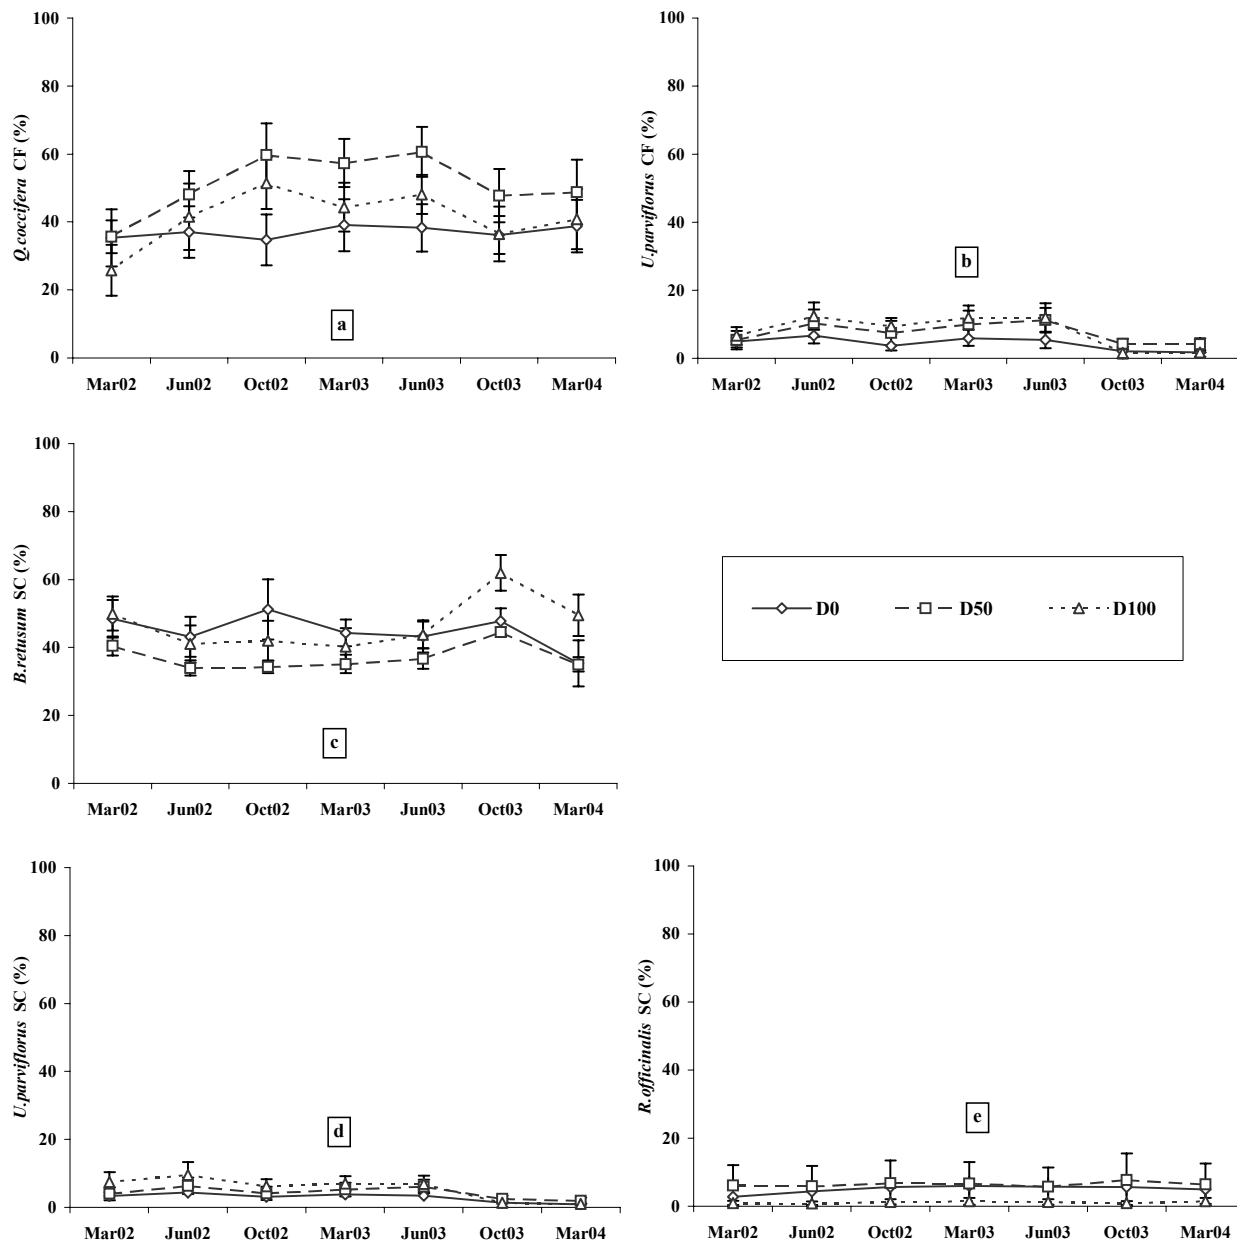 100
80
60
40
20
0
Q.coccifera CF (%)
a
Mar02 Jun02 Oct02 Mar03 Jun03 Oct03 Mar04
100
80
60
40
20
0
U.parviflorus CF (%)
b
Mar02 Jun02 Oct02 Mar03 Jun03 Oct03 Mar04
100
80
60
40
20
0
B.retusum SC (%)
c
Mar02 Jun02 Oct02 Mar03 Jun03 Oct03 Mar04
D0 D50 D100
100
80
60
40
20
0
U.parviflorus SC (%)
d
Mar02 Jun02 Oct02 Mar03 Jun03 Oct03 Mar04
100
80
60
40
20
0
R.officinalis SC (%)
e
Mar02 Jun02 Oct02 Mar03 Jun03 Oct03 Mar04